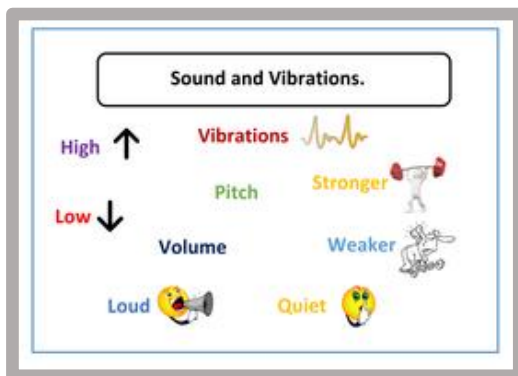 Sound and Vibrations.
High
Vibrations
Stronger
Pitch
Low
Volume
Weaker
Loud
Quiet